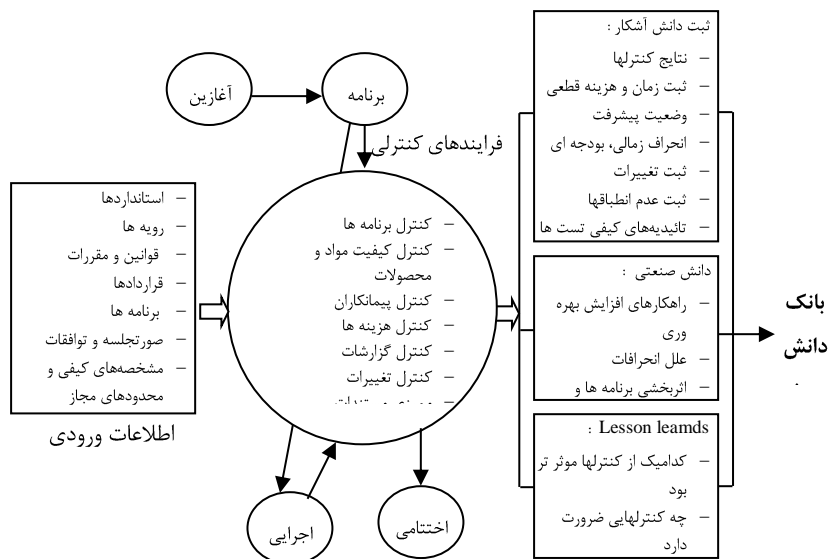 آغازین
برنامه
فرایندهای کنترلی
– استانداردها
– رویه ها
– قوانین و مقررات
– قراردادها
– برنامه ها
– صورتجلسه و توافقات
– مشخصه‌های کیفی و
محدودهای مجاز
اطلاعات ورودی
– کنترل برنامه ها
– کنترل کیفیت مواد و
محصولات
– کنترل پیمانکاران
– کنترل هزینه ها
– کنترل گزارشات
– کنترل تغییرات
اجرایی
اختتامی
ثبت دانش آشکار :
– نتایج کنترلها
– ثبت زمان و هزینه قطعی
– وضعیت پیشرفت
– انحراف زمالی، بودجه ای
– ثبت تغییرات
– ثبت عدم انطباقها
– تائیدیه‌های کیفی تست ها
دانش صنعتی :
– راهکارهای افزایش بهره
وری
– علل انحرافات
– اثربخشی برنامه ها و
Lesson leamds :
– کدامیک از کنترلها موثر تر
بود
– چه کنترلهایی ضرورت
دارد
بانک
دانش